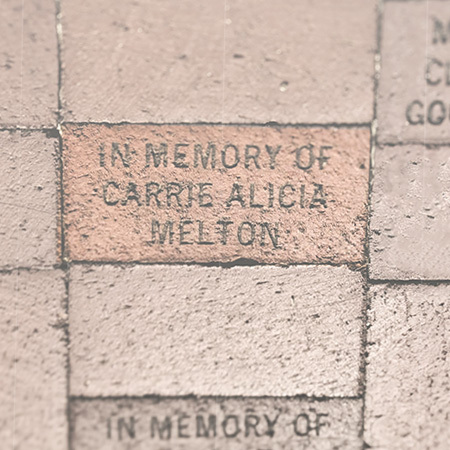 IN MEMORY OF
CARRIE ALICIA
MELTON
IN MEMORY OF